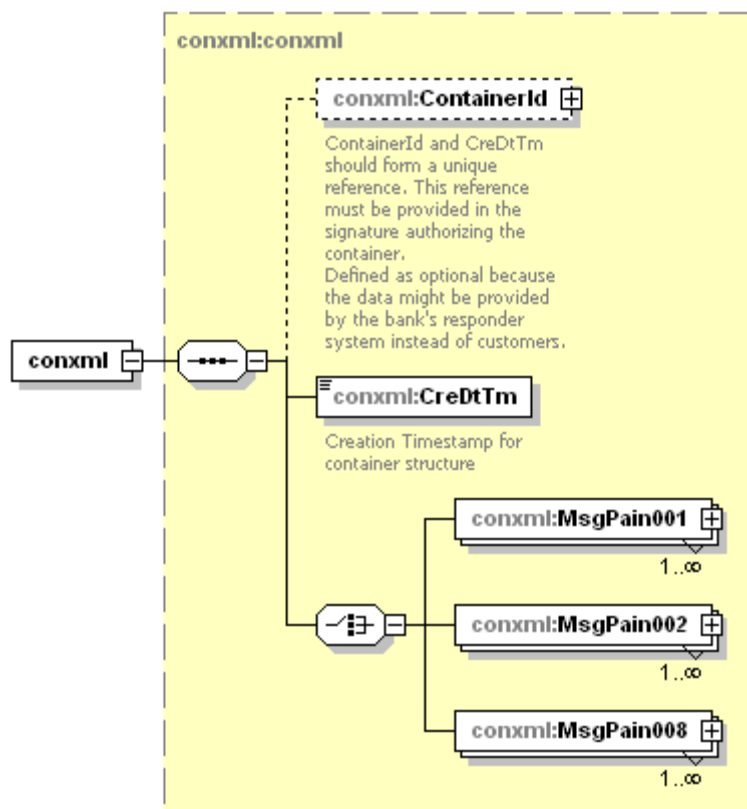 conxml:conxml
conxml:ContainerId
ContainerId and CreDtTm
should form a unique
reference. This reference
must be provided in the
signature authorizing the
container.
Defined as optional because
the data might be provided
by the bank's responder
system instead of customers.
conxml
conxml:CreDtTm
Creation Timestamp for
container structure
conxml:MsgPain001
1..∞
conxml:MsgPain002
1..∞
conxml:MsgPain008
1..∞